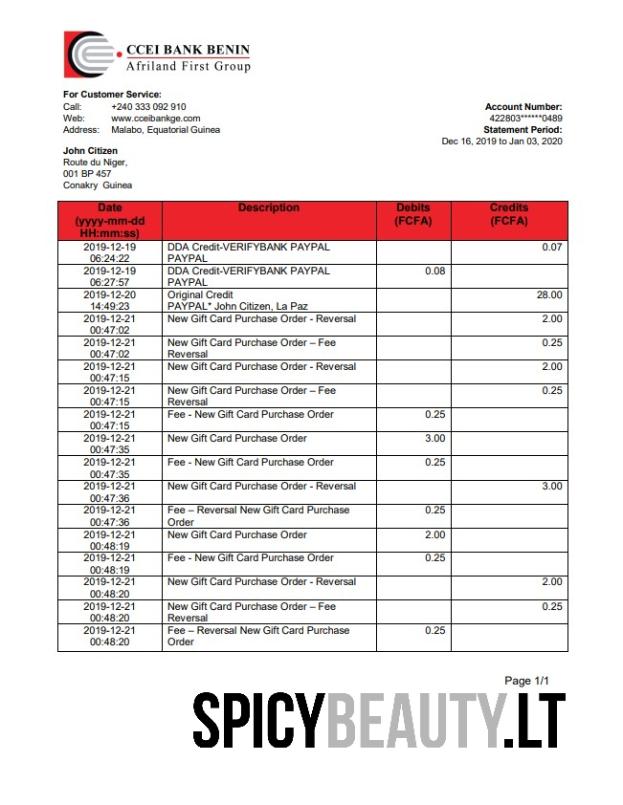 CCEI BANK BENIN
Afriland First Group
For Customer Service:
Call: +240 333 092 910
Web: www.cceibankge.com
Address: Malabo, Equatorial Guinea
Account Number:
422803******0489
Statement Period:
Dec 16, 2019 to Jan 03, 2020
John Citizen
Route du Niger,
001 BP 457
Conakry Guinea
Date (yyyy-mm-dd HH:mm:ss) Description Debits (FCFA) Credits (FCFA)
2019-12-19 DDA Credit-VERIFYBANK PAYPAL 0.07
06:24:22 PAYPAL
2019-12-19 DDA Credit-VERIFYBANK PAYPAL 0.08
06:27:57 PAYPAL
2019-12-20 Original Credit 28.00
14:49:23 PAYPAL* John Citizen, La Paz
2019-12-21 New Gift Card Purchase Order - Reversal 2.00
00:47:02
2019-12-21 New Gift Card Purchase Order – Fee 0.25
00:47:02 Reversal
2019-12-21 New Gift Card Purchase Order - Reversal 2.00
00:47:15
2019-12-21 New Gift Card Purchase Order – Fee 0.25
00:47:15 Reversal
2019-12-21 Fee - New Gift Card Purchase Order 0.25
00:47:15
2019-12-21 New Gift Card Purchase Order 3.00
00:47:35
2019-12-21 Fee - New Gift Card Purchase Order 0.25
00:47:35
2019-12-21 New Gift Card Purchase Order - Reversal 3.00
00:47:36
2019-12-21 Fee – Reversal New Gift Card Purchase 0.25
00:47:36 Order
2019-12-21 New Gift Card Purchase Order 2.00
00:48:19
2019-12-21 Fee - New Gift Card Purchase Order 0.25
00:48:19
2019-12-21 New Gift Card Purchase Order - Reversal 2.00
00:48:20
2019-12-21 New Gift Card Purchase Order – Fee 0.25
00:48:20 Reversal
2019-12-21 Fee – Reversal New Gift Card Purchase 0.25
00:48:20 Order
Page 1/1
SPICYBEAUTY.LT